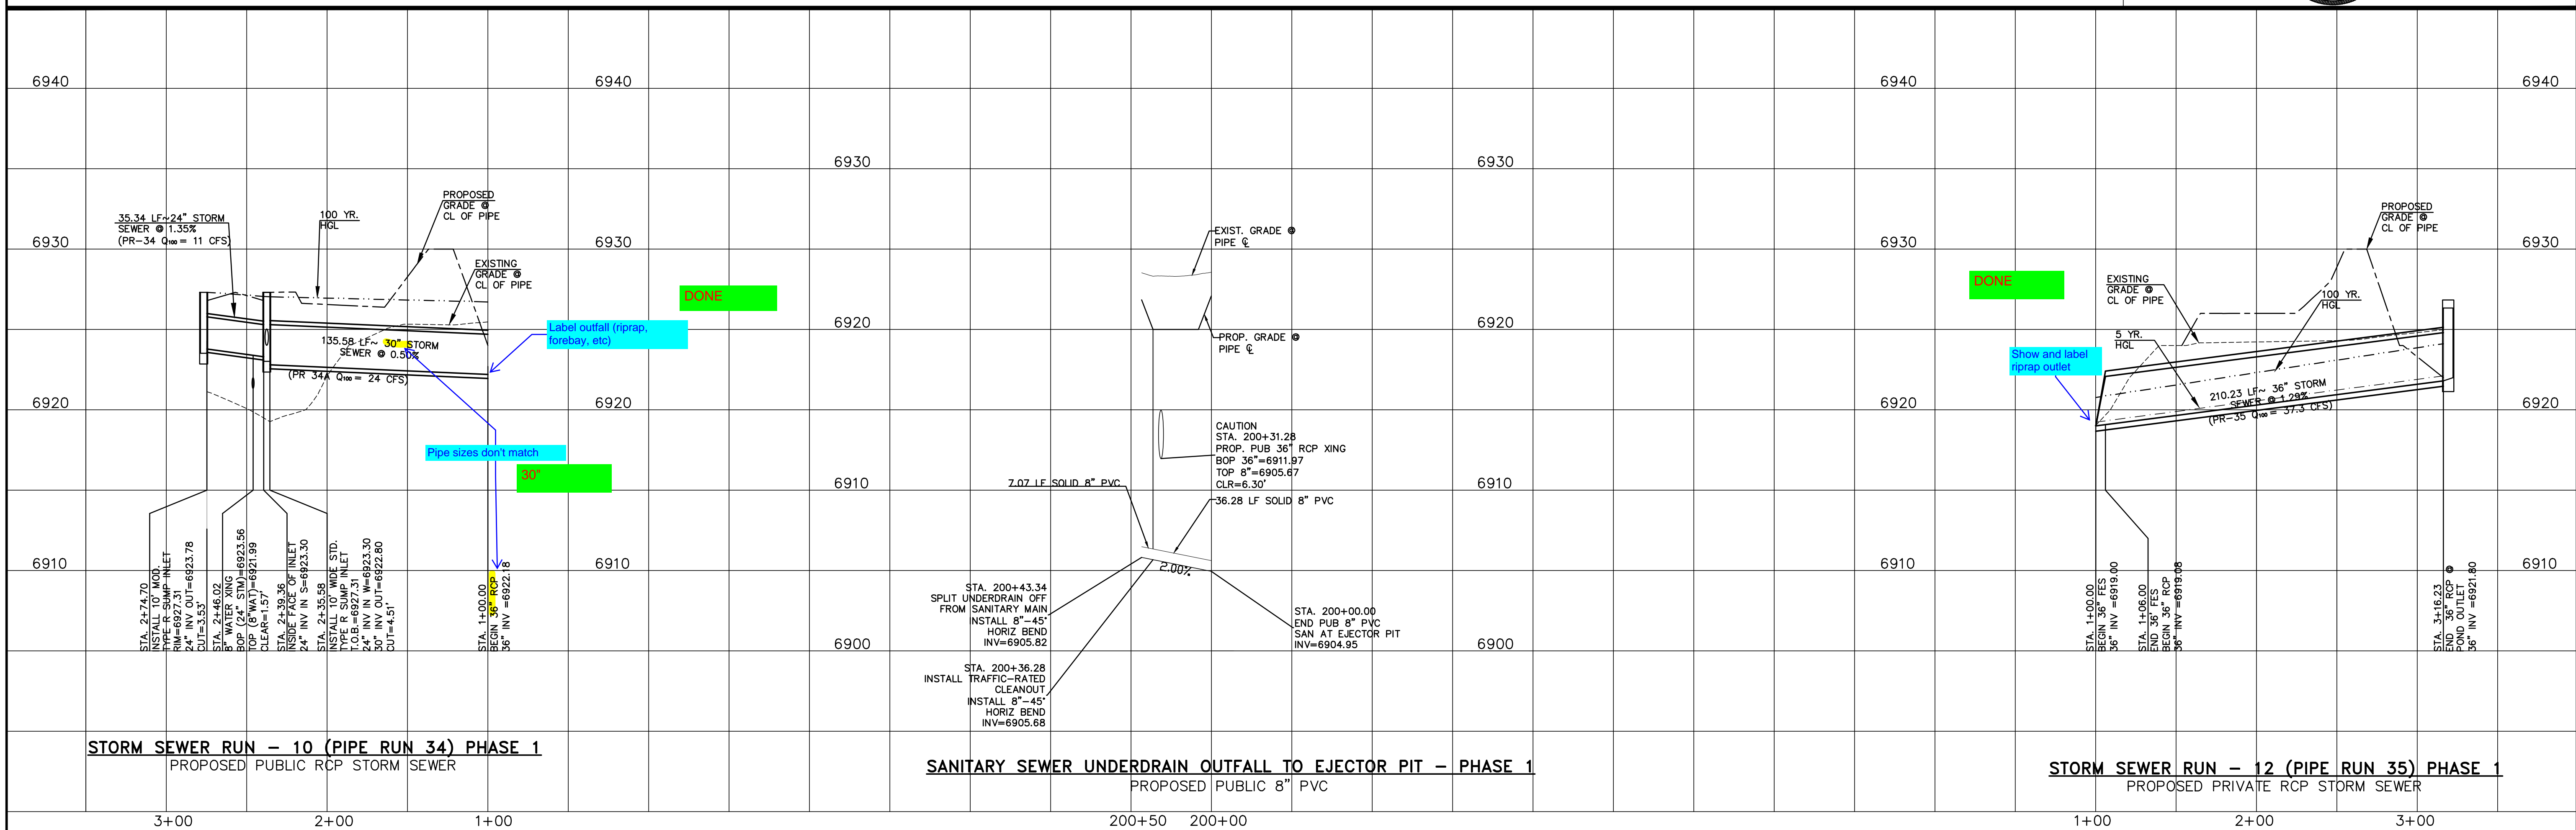 6940
6940
6940
6940
6930
6930
6930
6930
6930
6930
6920
6920
6920
6920
6920
6920
6910
6910
6910
6910
6910
6910
6900
6900
35.34 LF~24" STORM
SEWER @ 1.35%
(PR-34 Q100 = 11 CFS)
100 YR.
HGL
PROPOSED
GRADE @
CL OF PIPE
EXISTING
GRADE @
CL OF PIPE
DONE
Label outfall (riprap,
forebay, etc)
135.58 LF~ 30" STORM
SEWER @ 0.50%
(PR 34A Q100 = 24 CFS)
Pipe sizes don't match
30"
STA. 2+74.70
INSTALL 10' MOD.
TYPE R SUMP INLET
RIM=6927.31
24" INV OUT=6923.78
CUT=3.53'
STA. 2+46.02
8" WATER XING
BOP (24" STM)=6923.56
TOP (8"WAT)=6921.99
CLEAR=1.57'
STA. 2+39.36
INSIDE FACE OF INLET
24" INV IN S=6923.30
STA. 2+35.58
INSTALL 10' WIDE STD.
TYPE R SUMP INLET
T.O.B.=6927.31
24" INV IN W=6923.30
30" INV OUT=6922.80
CUT=4.51'
STA. 1+00.00
BEGIN 36" RCP
36" INV =6922.18
STORM SEWER RUN - 10 (PIPE RUN 34) PHASE 1
PROPOSED PUBLIC RCP STORM SEWER
3+00
2+00
1+00
EXIST. GRADE @
PIPE ℄
PROP. GRADE @
PIPE ℄
CAUTION
STA. 200+31.28
PROP. PUB 36" RCP XING
BOP 36"=6911.97
TOP 8"=6905.67
CLR=6.30'
7.07 LF SOLID 8" PVC
36.28 LF SOLID 8" PVC
2.00%
STA. 200+43.34
SPLIT UNDERDRAIN OFF
FROM SANITARY MAIN
INSTALL 8"-45°
HORIZ BEND
INV=6905.82
STA. 200+00.00
END PUB 8" PVC
SAN AT EJECTOR PIT
INV=6904.95
STA. 200+36.28
INSTALL TRAFFIC-RATED
CLEANOUT
INSTALL 8"-45°
HORIZ BEND
INV=6905.68
SANITARY SEWER UNDERDRAIN OUTFALL TO EJECTOR PIT - PHASE 1
PROPOSED PUBLIC 8" PVC
200+50
200+00
DONE
PROPOSED
GRADE @
CL OF PIPE
EXISTING
GRADE @
CL OF PIPE
100 YR.
HGL
5 YR.
HGL
Show and label
riprap outlet
210.23 LF~ 36" STORM
SEWER @ 1.29%
(PR-35 Q100 = 37.3 CFS)
STA. 1+00.00
BEGIN 36" FES
36" INV =6919.00
STA. 1+06.00
END 36" FES
BEGIN 36" RCP
36" INV =6919.08
STA. 3+16.23
END 36" RCP @
POND OUTLET
36" INV =6921.80
STORM SEWER RUN - 12 (PIPE RUN 35) PHASE 1
PROPOSED PRIVATE RCP STORM SEWER
1+00
2+00
3+00